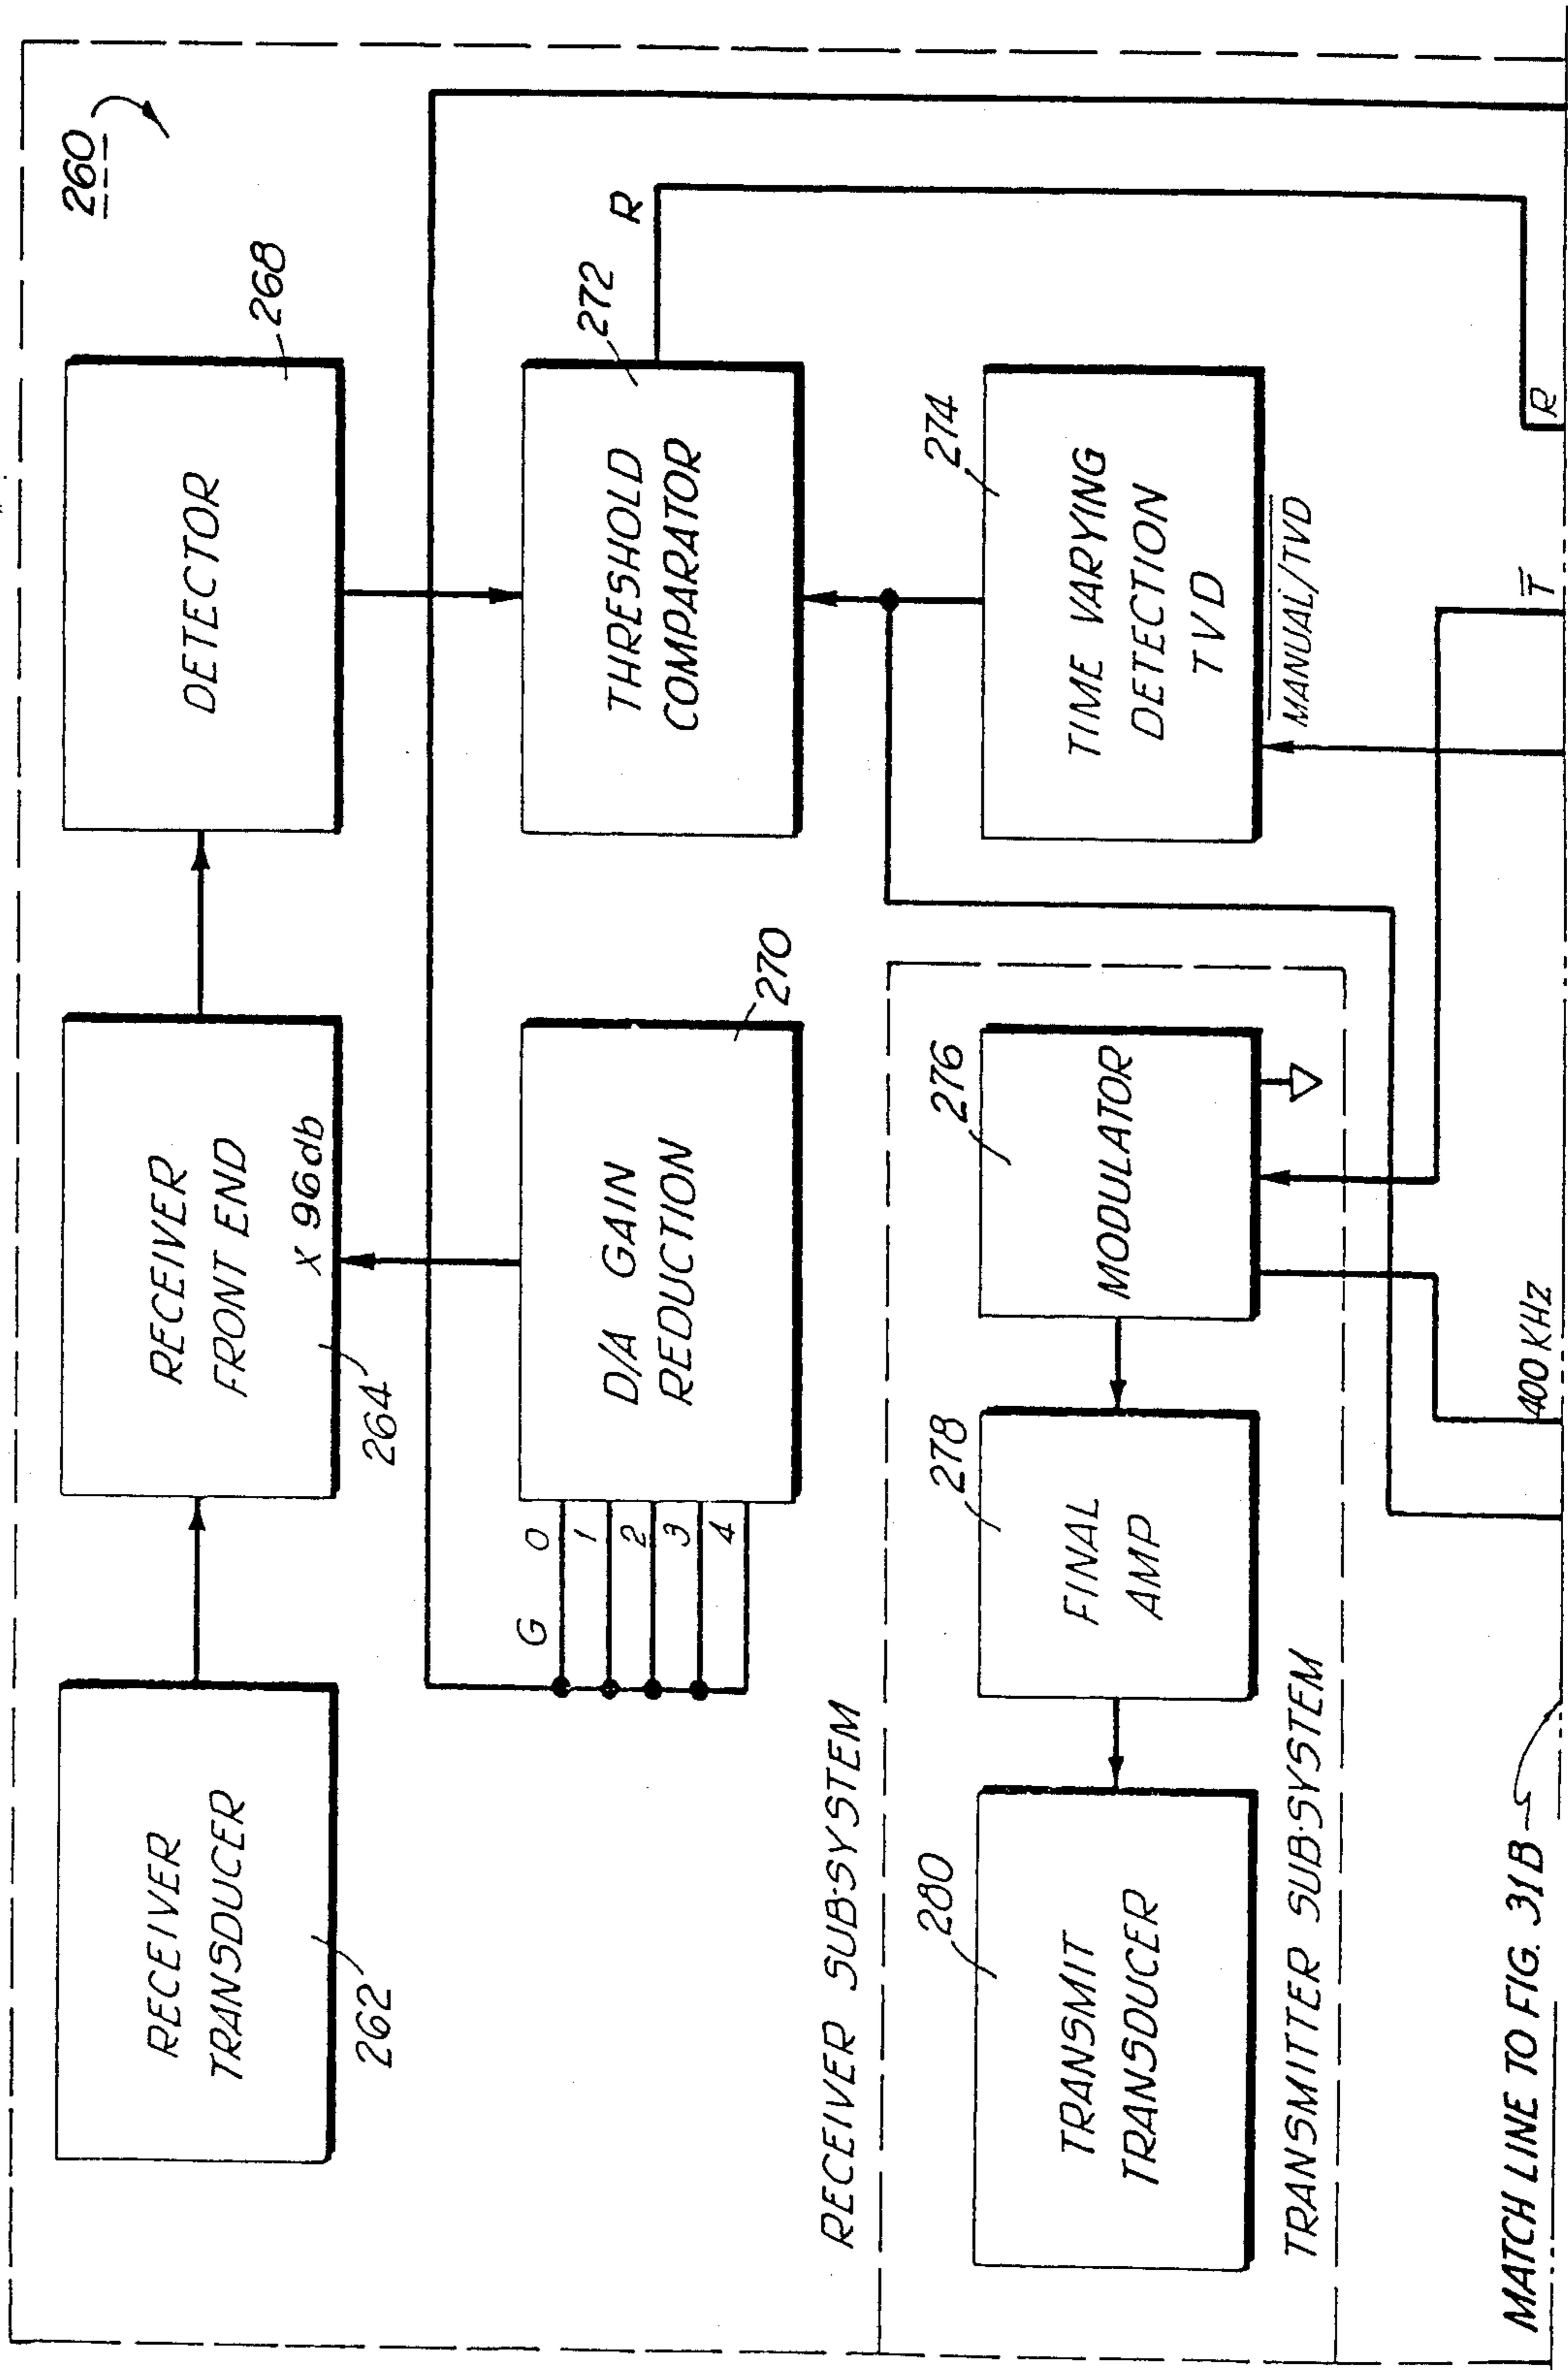 260
RECEIVER
TRANSDUCER
262
RECEIVER
FRONT END
X 96db
264
DETECTOR
268
G 0
1
2
3
4
D/A GAIN
REDUCTION
270
THRESHOLD
COMPARATOR
272
R
RECEIVER SUB-SYSTEM
TRANSMIT
TRANSDUCER
280
FINAL
AMP
278
MODULATOR
276
TIME VARYING
DETECTION
TVD
274
MANUAL/TVD
TRANSMITTER SUB-SYSTEM
400 KHz
T̅
R
MATCH LINE TO FIG. 31B